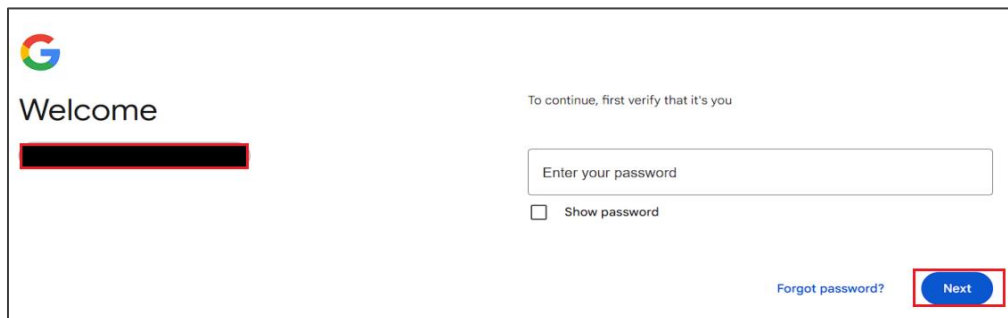 Welcome
To continue, first verify that it's you
Enter your password
Show password
Forgot password?
Next